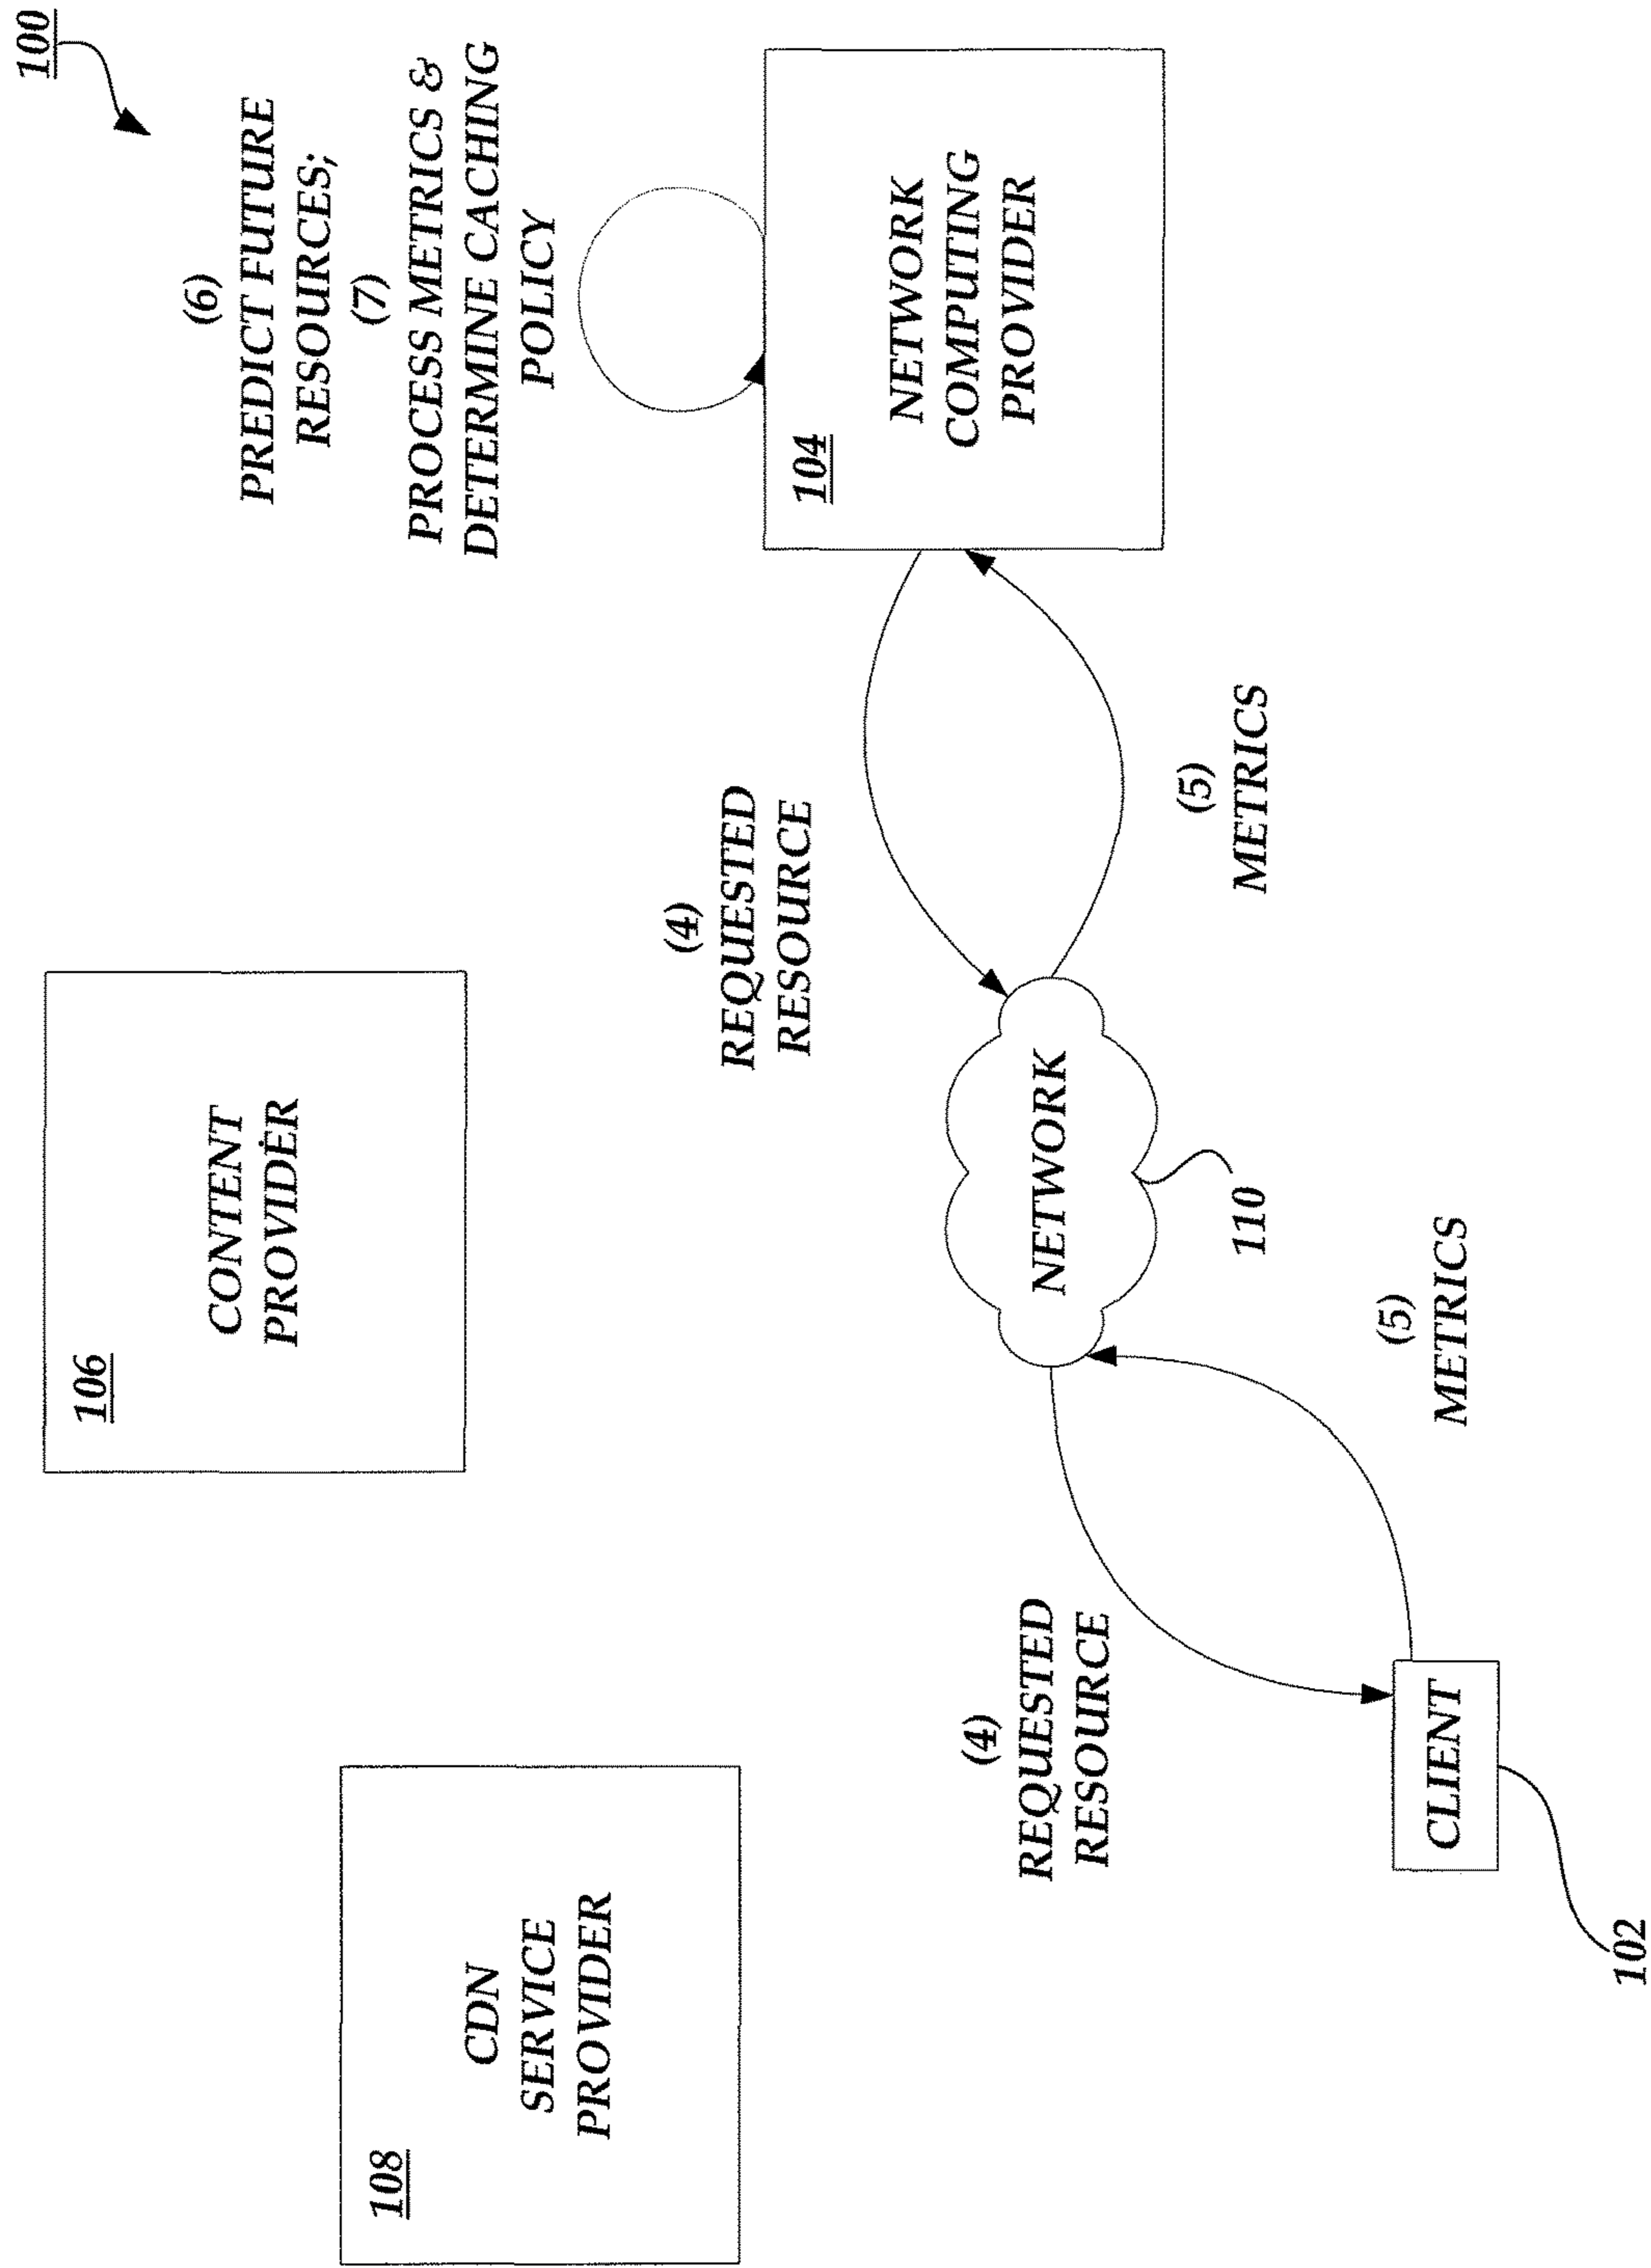 100
(6)
PREDICT FUTURE
RESOURCES;
(7)
PROCESS METRICS &
DETERMINE CACHING
POLICY
106
CONTENT
PROVIDER
108
CDN
SERVICE
PROVIDER
104
NETWORK
COMPUTING
PROVIDER
(4)
REQUESTED
RESOURCE
(4)
REQUESTED
RESOURCE
NETWORK
110
(5)
METRICS
(5)
METRICS
CLIENT
102